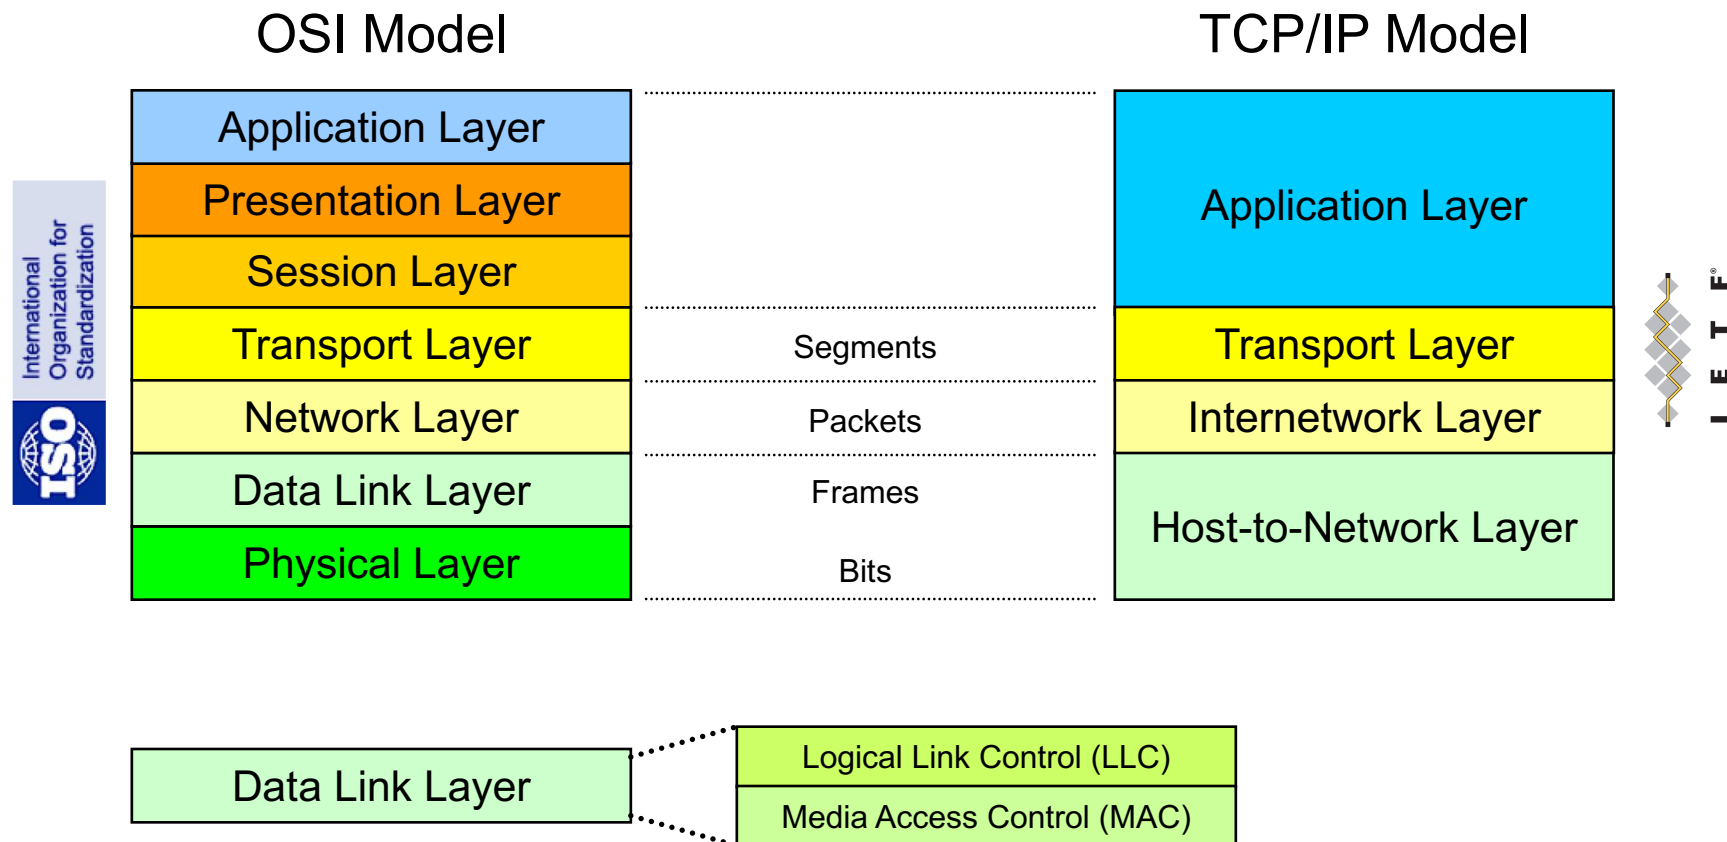 OSI Model
TCP/IP Model
International
Organization for
Standardization
ISO
Application Layer
Presentation Layer
Session Layer
Transport Layer
Network Layer
Data Link Layer
Physical Layer
Segments
Packets
Frames
Bits
Application Layer
Transport Layer
Internetwork Layer
Host-to-Network Layer
I E T F®
Data Link Layer
Logical Link Control (LLC)
Media Access Control (MAC)